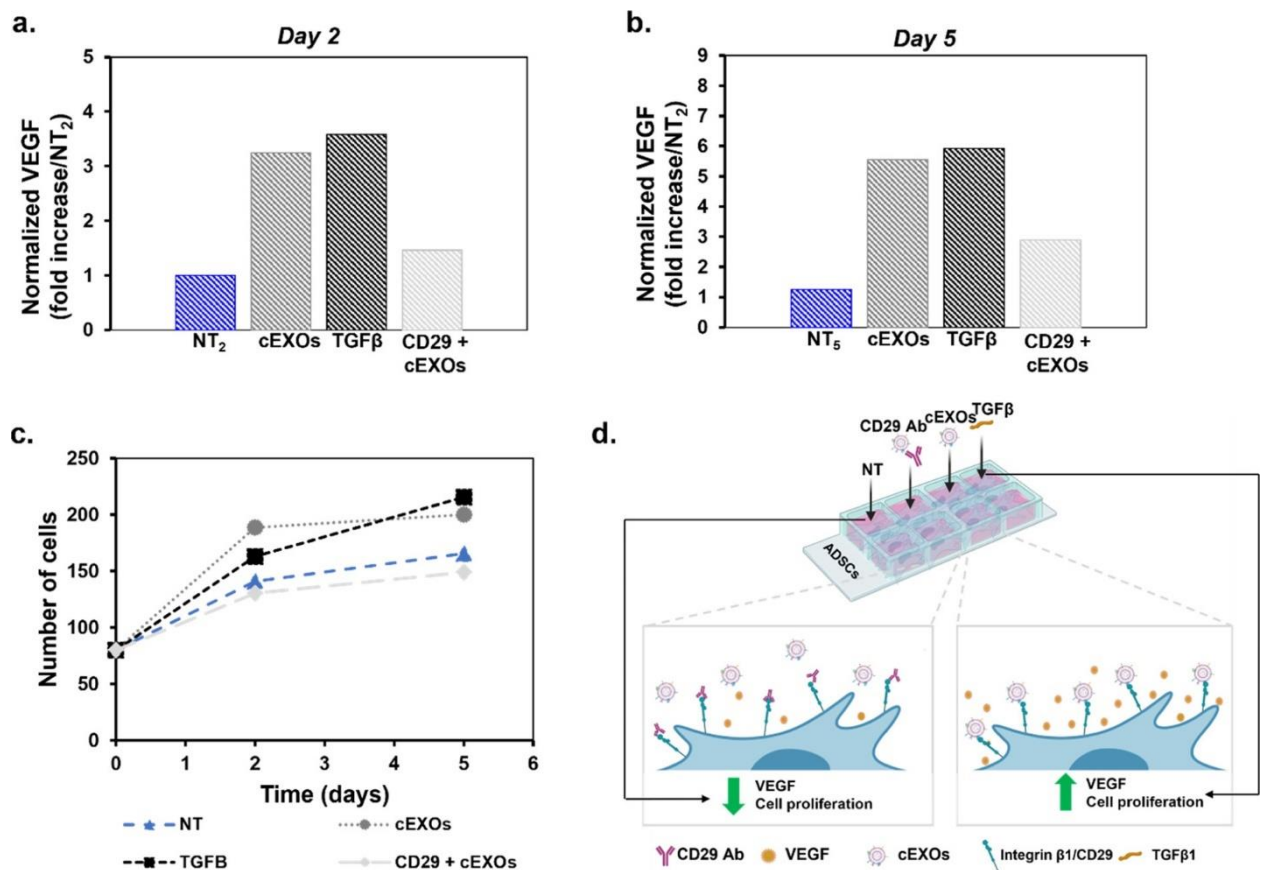 a.
Day 2
Normalized VEGF
(fold increase/NT₂)
5
4
3
2
1
0
NT₂
cEXOs
TGFβ
CD29 +
cEXOs
b.
Day 5
Normalized VEGF
(fold increase/NT₂)
9
8
7
6
5
4
3
2
1
0
NT₅
cEXOs
TGFβ
CD29 +
cEXOs
c.
Number of cells
250
200
150
100
50
0
0 1 2 3 4 5 6
Time (days)
NT
cEXOs
TGFB
CD29 + cEXOs
d.
NT
CD29 Ab
cEXOs
TGFβ
ADSCs
VEGF
Cell proliferation
VEGF
Cell proliferation
CD29 Ab
VEGF
cEXOs
Integrin β1/CD29
TGFβ1